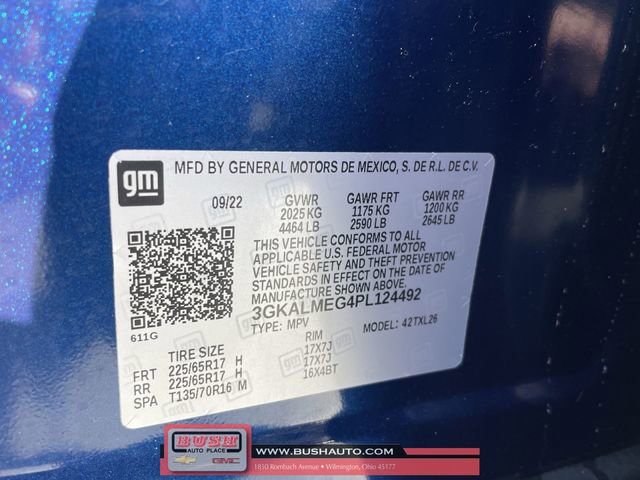 gm
MFD BY GENERAL MOTORS DE MEXICO, S. DE R.L. DE C.V.
09/22 GVWR GAWR FRT GAWR RR
2025 KG 1175 KG 1200 KG
4464 LB 2590 LB 2645 LB
THIS VEHICLE CONFORMS TO ALL
APPLICABLE U.S. FEDERAL MOTOR
VEHICLE SAFETY AND THEFT PREVENTION
STANDARDS IN EFFECT ON THE DATE
OF MANUFACTURE SHOWN ABOVE.
3GKALMEG4PL124492
TYPE: MPV MODEL: 42TXL26
611G
TIRE SIZE RIM
FRT 225/65R17 H 17X7J
RR 225/65R17 H 17X7J
SPA T135/70R16 M 16X4BT
BUSH
AUTO PLACE
GMC
WWW.BUSHAUTO.COM
1850 Rombach Avenue • Wilmington, Ohio 45177